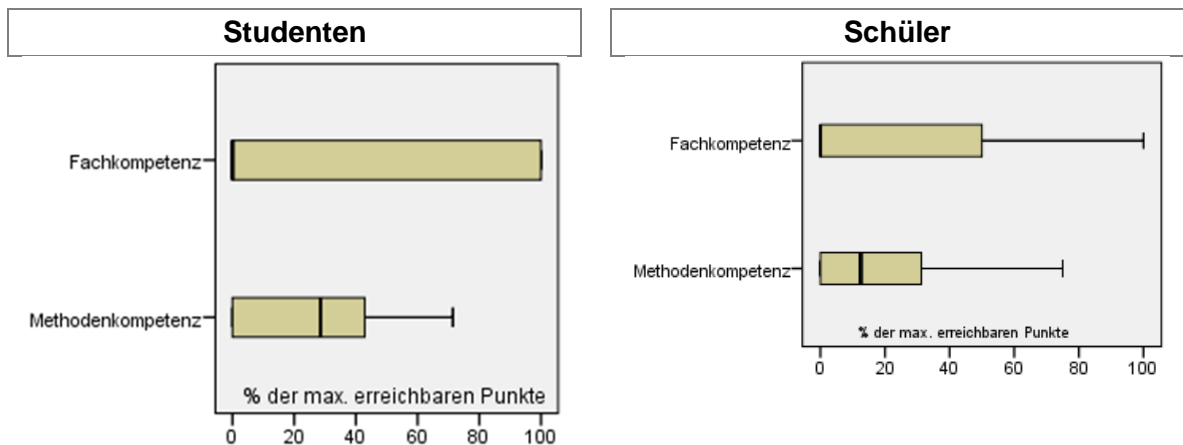 Studenten
Fachkompetenz
Methodenkompetenz
% der max. erreichbaren Punkte
0 20 40 60 80 100
Schüler
Fachkompetenz
Methodenkompetenz
% der max. erreichbaren Punkte
0 20 40 60 80 100